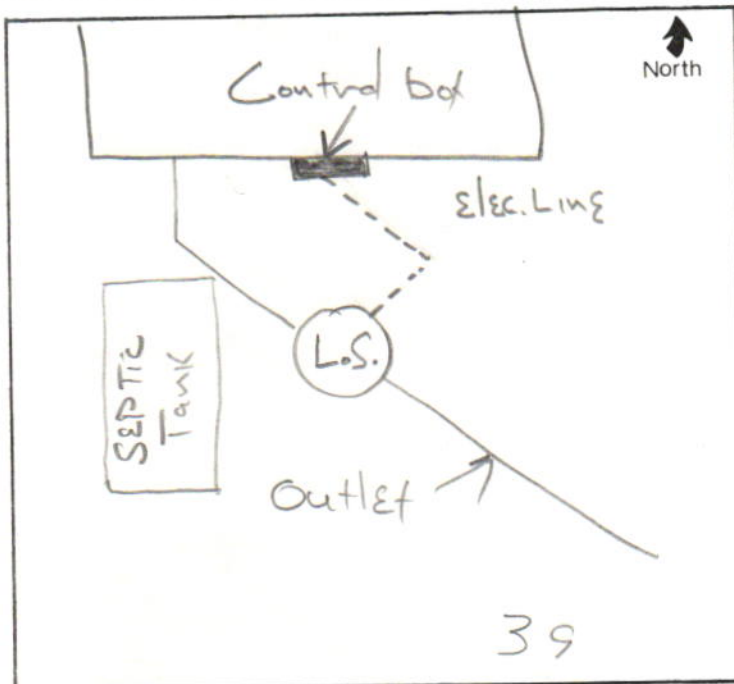 North
Control box
Elec. Line
L.S.
Septic
Tank
Outlet
39